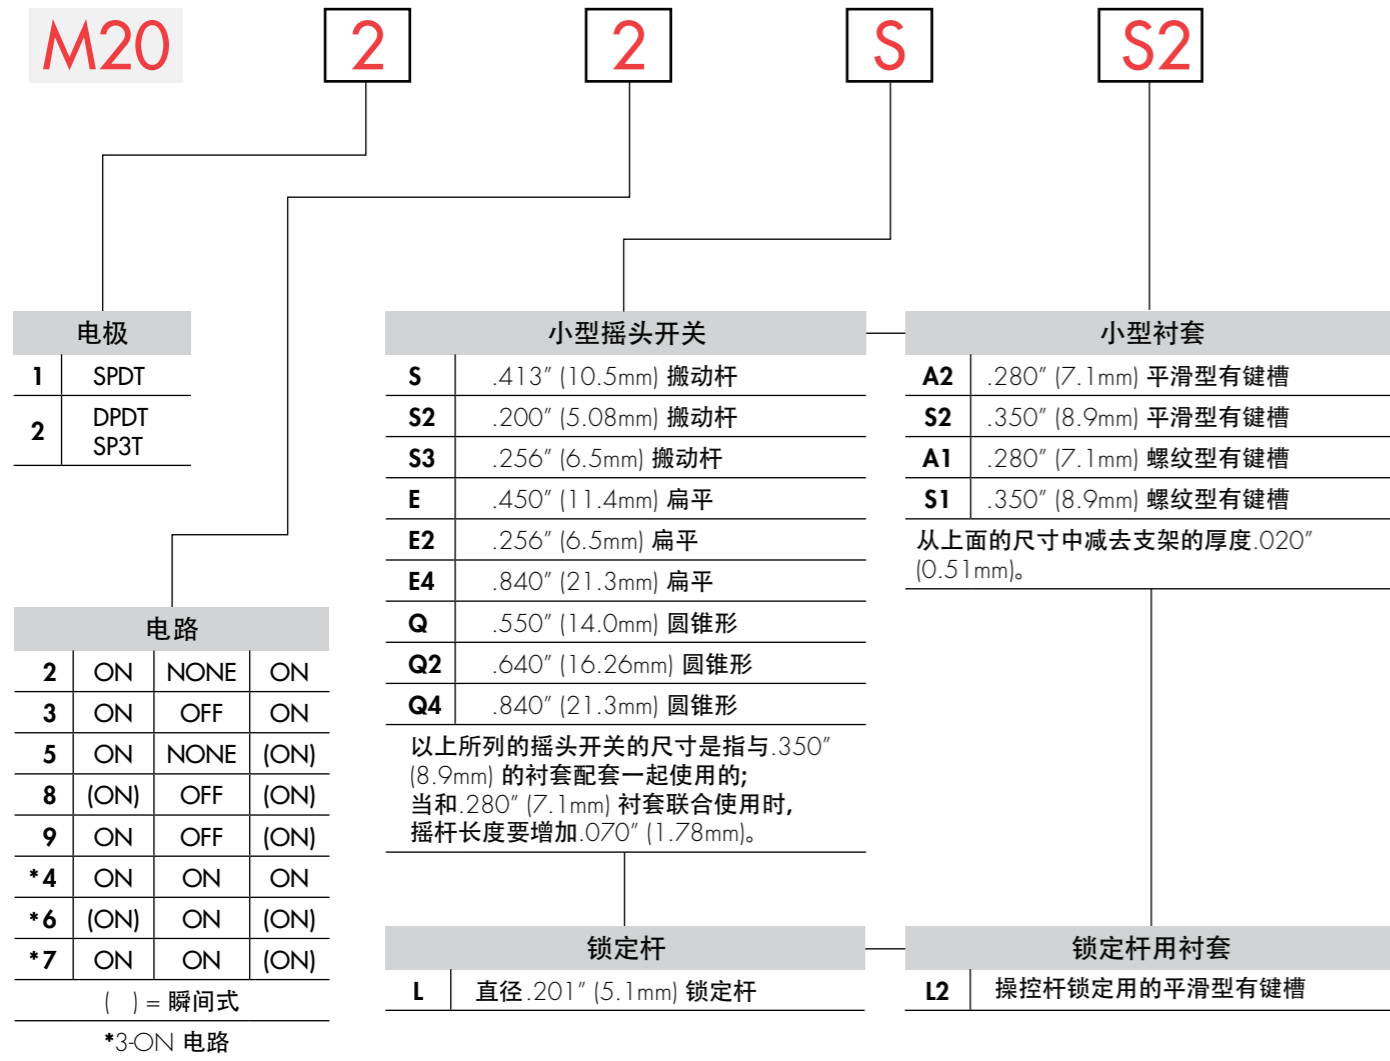 M20 2 2 S S2
电极
1 SPDT
2 DPDT
SP3T
电路
2 ON NONE ON
3 ON OFF ON
5 ON NONE (ON)
8 (ON) OFF (ON)
9 ON OFF (ON)
*4 ON ON ON
*6 (ON) ON (ON)
*7 ON ON (ON)
( ) = 瞬间式
*3-ON 电路
小型摇头开关
S .413" (10.5mm) 搬动杆
S2 .200" (5.08mm) 搬动杆
S3 .256" (6.5mm) 搬动杆
E .450" (11.4mm) 扁平
E2 .256" (6.5mm) 扁平
E4 .840" (21.3mm) 扁平
Q .550" (14.0mm) 圆锥形
Q2 .640" (16.26mm) 圆锥形
Q4 .840" (21.3mm) 圆锥形
以上所列的摇头开关的尺寸是指与.350"
(8.9mm) 的衬套配套一起使用的;
当和.280" (7.1mm) 衬套联合使用时,
摇杆长度要增加.070" (1.78mm)。
锁定杆
L 直径.201" (5.1mm) 锁定杆
小型衬套
A2 .280" (7.1mm) 平滑型有键槽
S2 .350" (8.9mm) 平滑型有键槽
A1 .280" (7.1mm) 螺纹型有键槽
S1 .350" (8.9mm) 螺纹型有键槽
从上面的尺寸中减去支架的厚度.020"
(0.51mm)。
锁定杆用衬套
L2 操控杆锁定用的平滑型有键槽